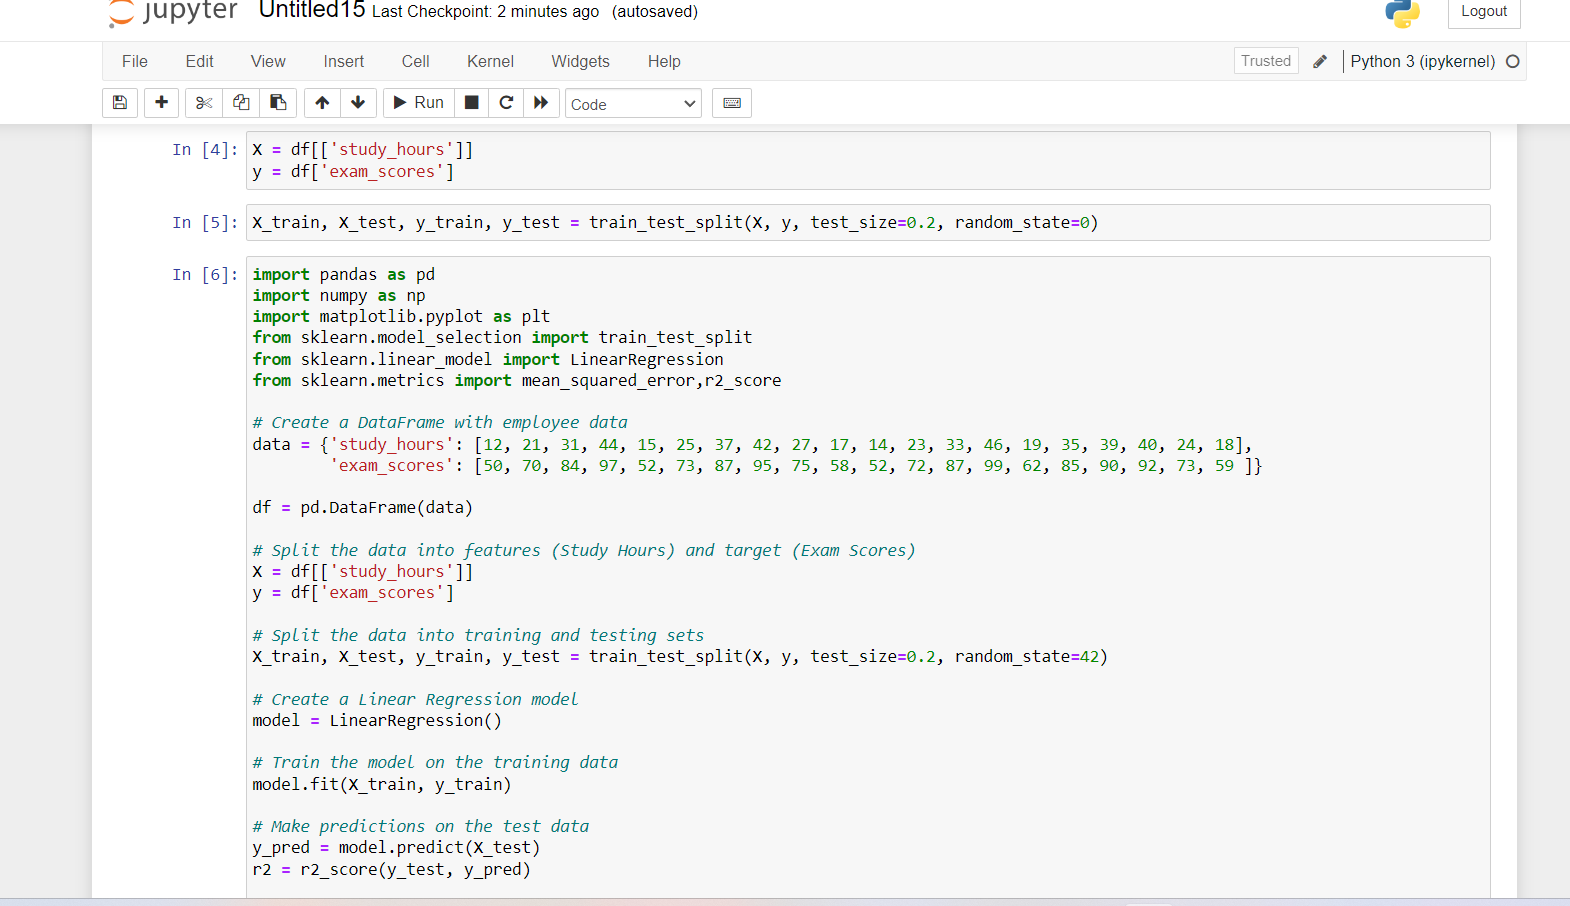 jupyter Untitled15 Last Checkpoint: 2 minutes ago (autosaved) Logout
File Edit View Insert Cell Kernel Widgets Help Trusted Python 3 (ipykernel)
Run Code
In [4]: X = df[['study_hours']]
y = df['exam_scores']
In [5]: X_train, X_test, y_train, y_test = train_test_split(X, y, test_size=0.2, random_state=0)
In [6]: import pandas as pd
import numpy as np
import matplotlib.pyplot as plt
from sklearn.model_selection import train_test_split
from sklearn.linear_model import LinearRegression
from sklearn.metrics import mean_squared_error,r2_score
# Create a DataFrame with employee data
data = {'study_hours': [12, 21, 31, 44, 15, 25, 37, 42, 27, 17, 14, 23, 33, 46, 19, 35, 39, 40, 24, 18],
'exam_scores': [50, 70, 84, 97, 52, 73, 87, 95, 75, 58, 52, 72, 87, 99, 62, 85, 90, 92, 73, 59 ]}
df = pd.DataFrame(data)
# Split the data into features (Study Hours) and target (Exam Scores)
X = df[['study_hours']]
y = df['exam_scores']
# Split the data into training and testing sets
X_train, X_test, y_train, y_test = train_test_split(X, y, test_size=0.2, random_state=42)
# Create a Linear Regression model
model = LinearRegression()
# Train the model on the training data
model.fit(X_train, y_train)
# Make predictions on the test data
y_pred = model.predict(X_test)
r2 = r2_score(y_test, y_pred)